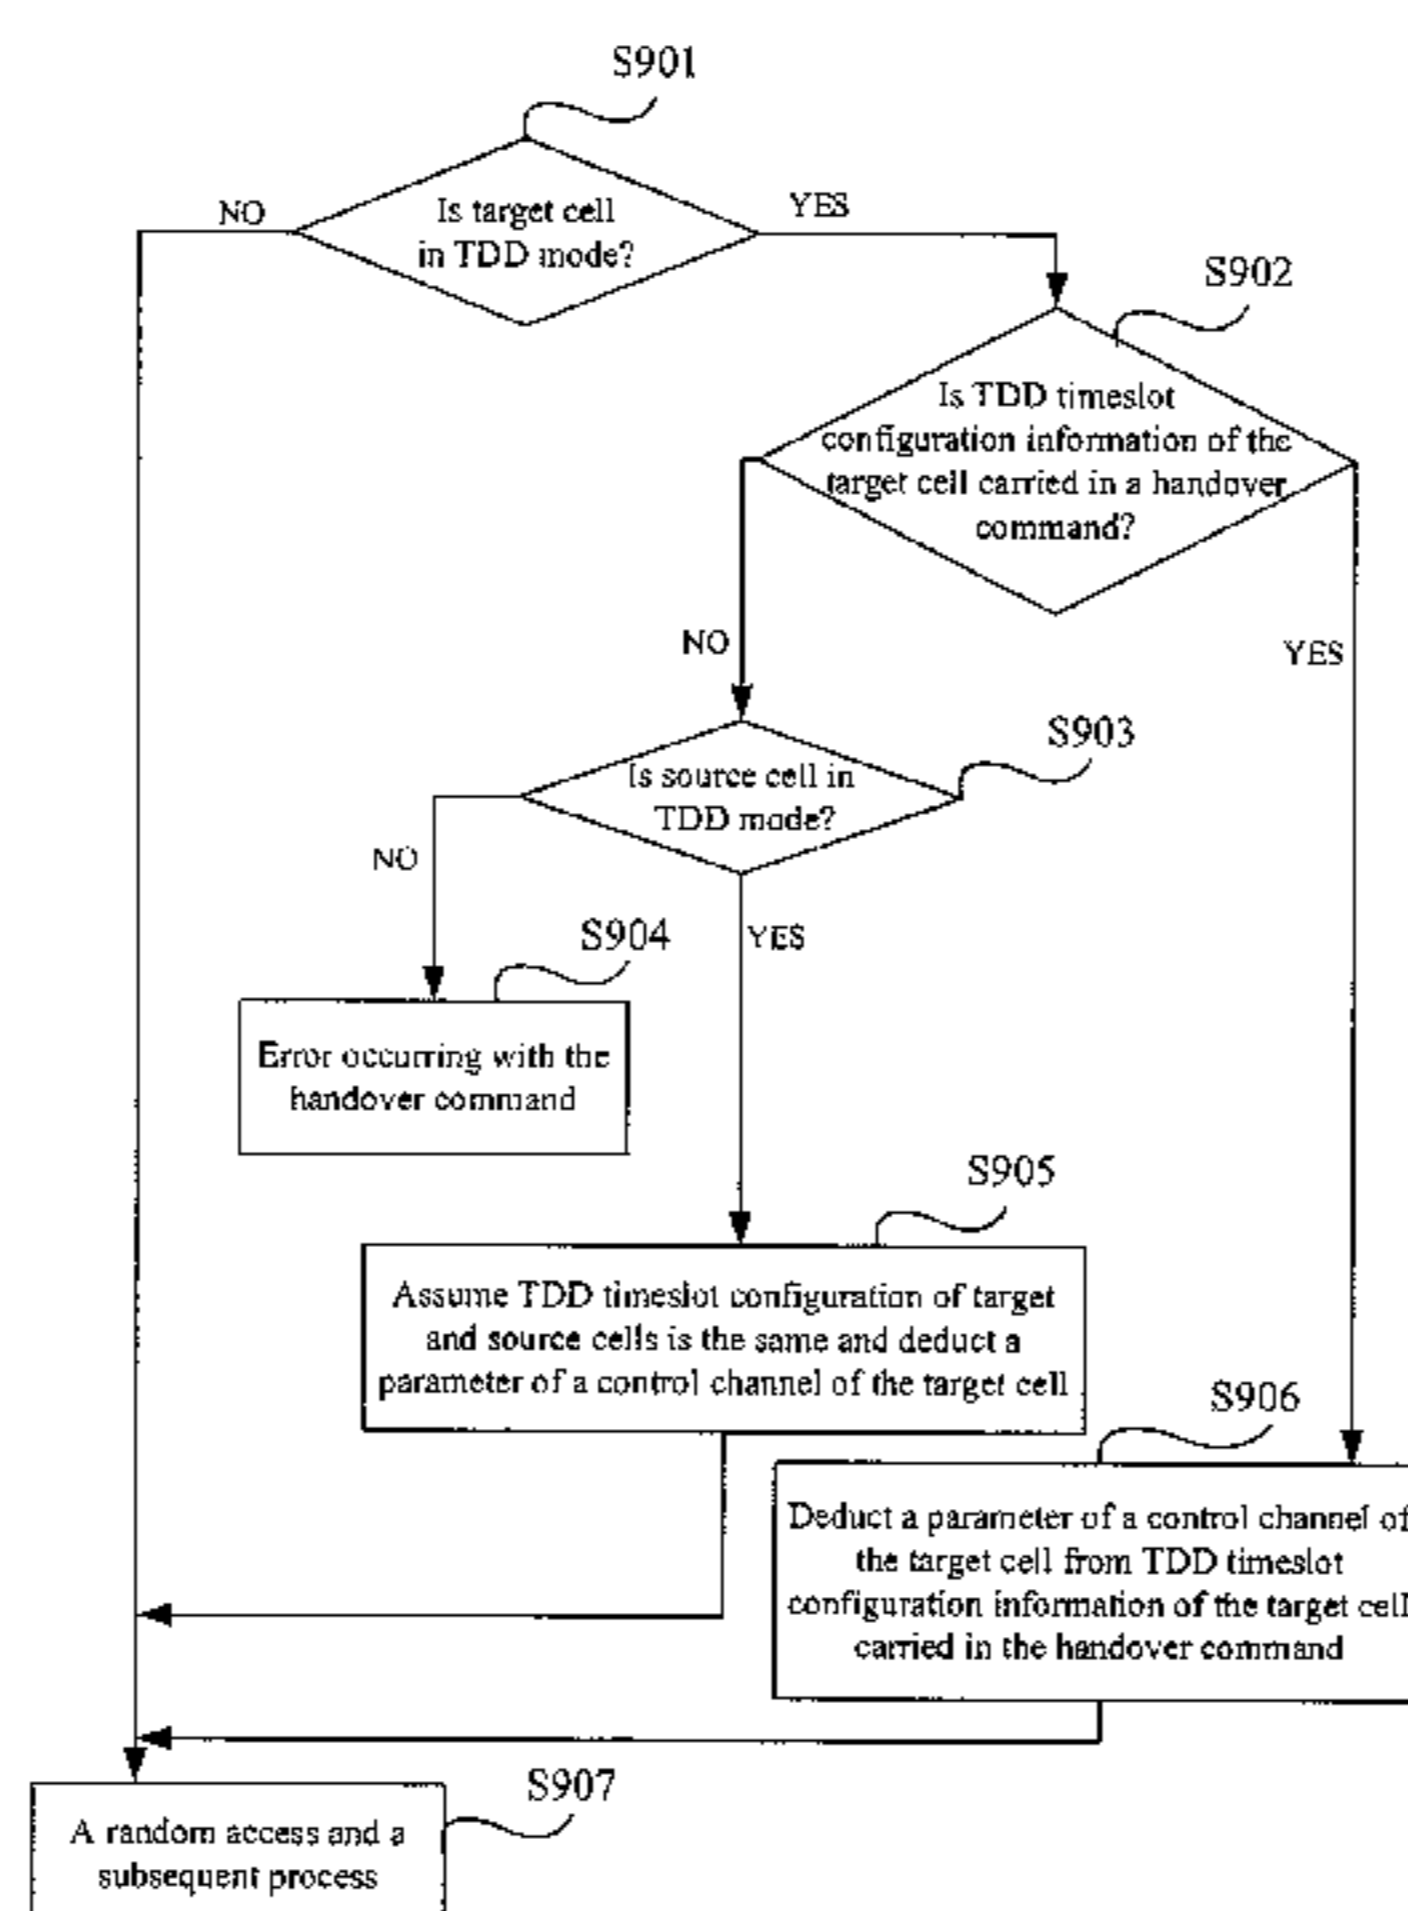 S901
NO
Is target cell
in TDD mode?
YES
S902
Is TDD timeslot
configuration information of the
target cell carried in a handover
command?
NO
YES
S903
Is source cell in
TDD mode?
NO
YES
S904
Error occurring with the
handover command
S905
Assume TDD timeslot configuration of target
and source cells is the same and deduct a
parameter of a control channel of the target cell
S906
Deduct a parameter of a control channel of
the target cell from TDD timeslot
configuration information of the target cell
carried in the handover command
S907
A random access and a
subsequent process